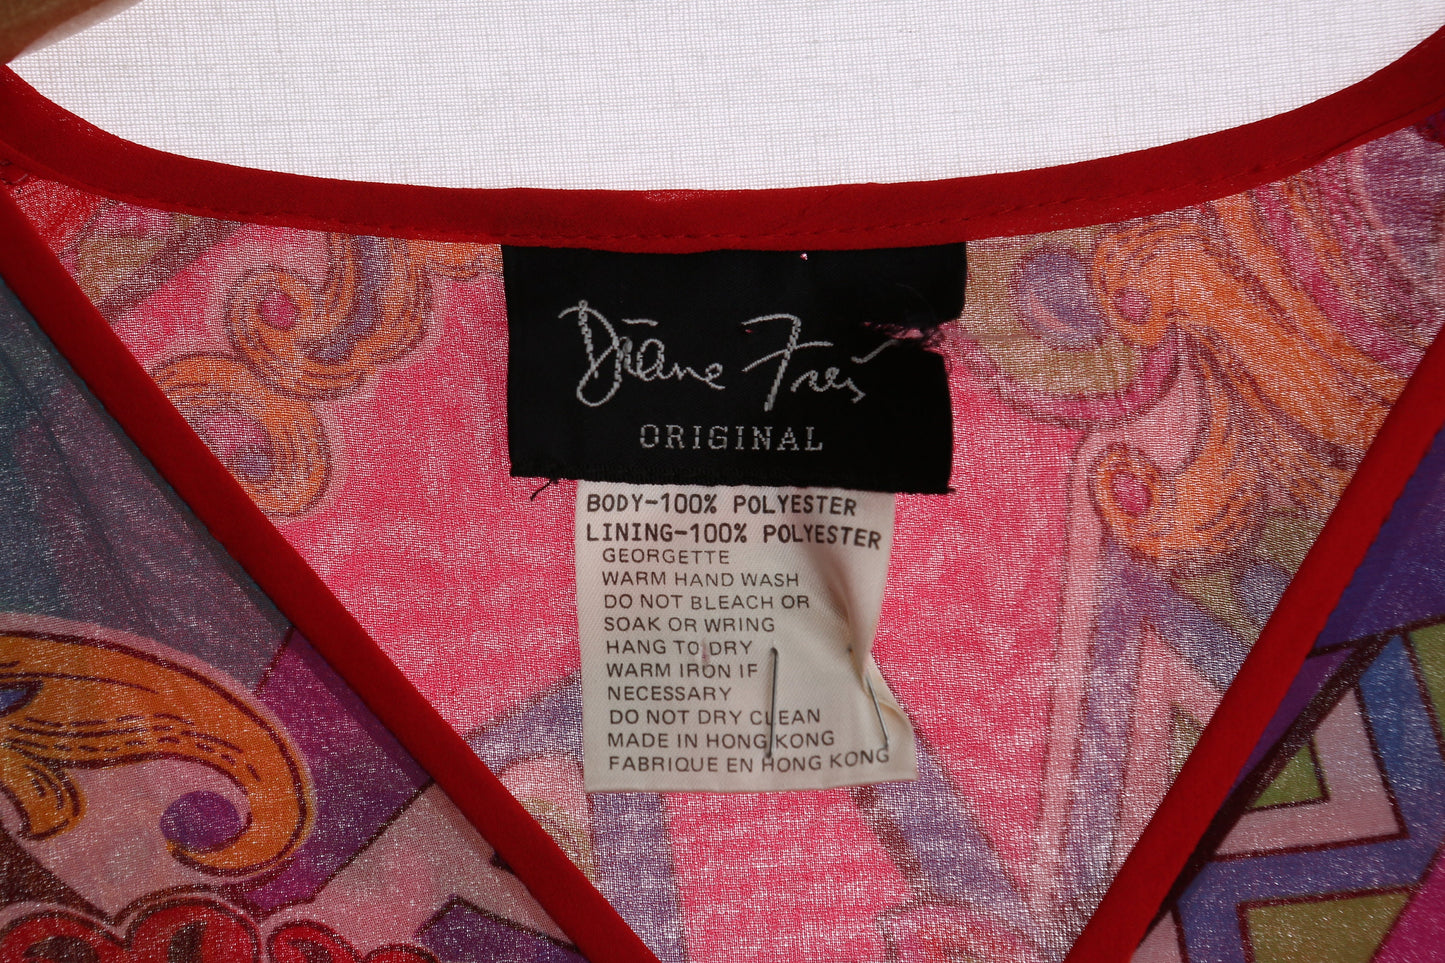 Diane Freis
ORIGINAL
BODY-100% POLYESTER
LINING-100% POLYESTER
GEORGETTE
WARM HAND WASH
DO NOT BLEACH OR
SOAK OR WRING
HANG TO DRY
WARM IRON IF
NECESSARY
DO NOT DRY CLEAN
MADE IN HONG KONG
FABRIQUE EN HONG KONG